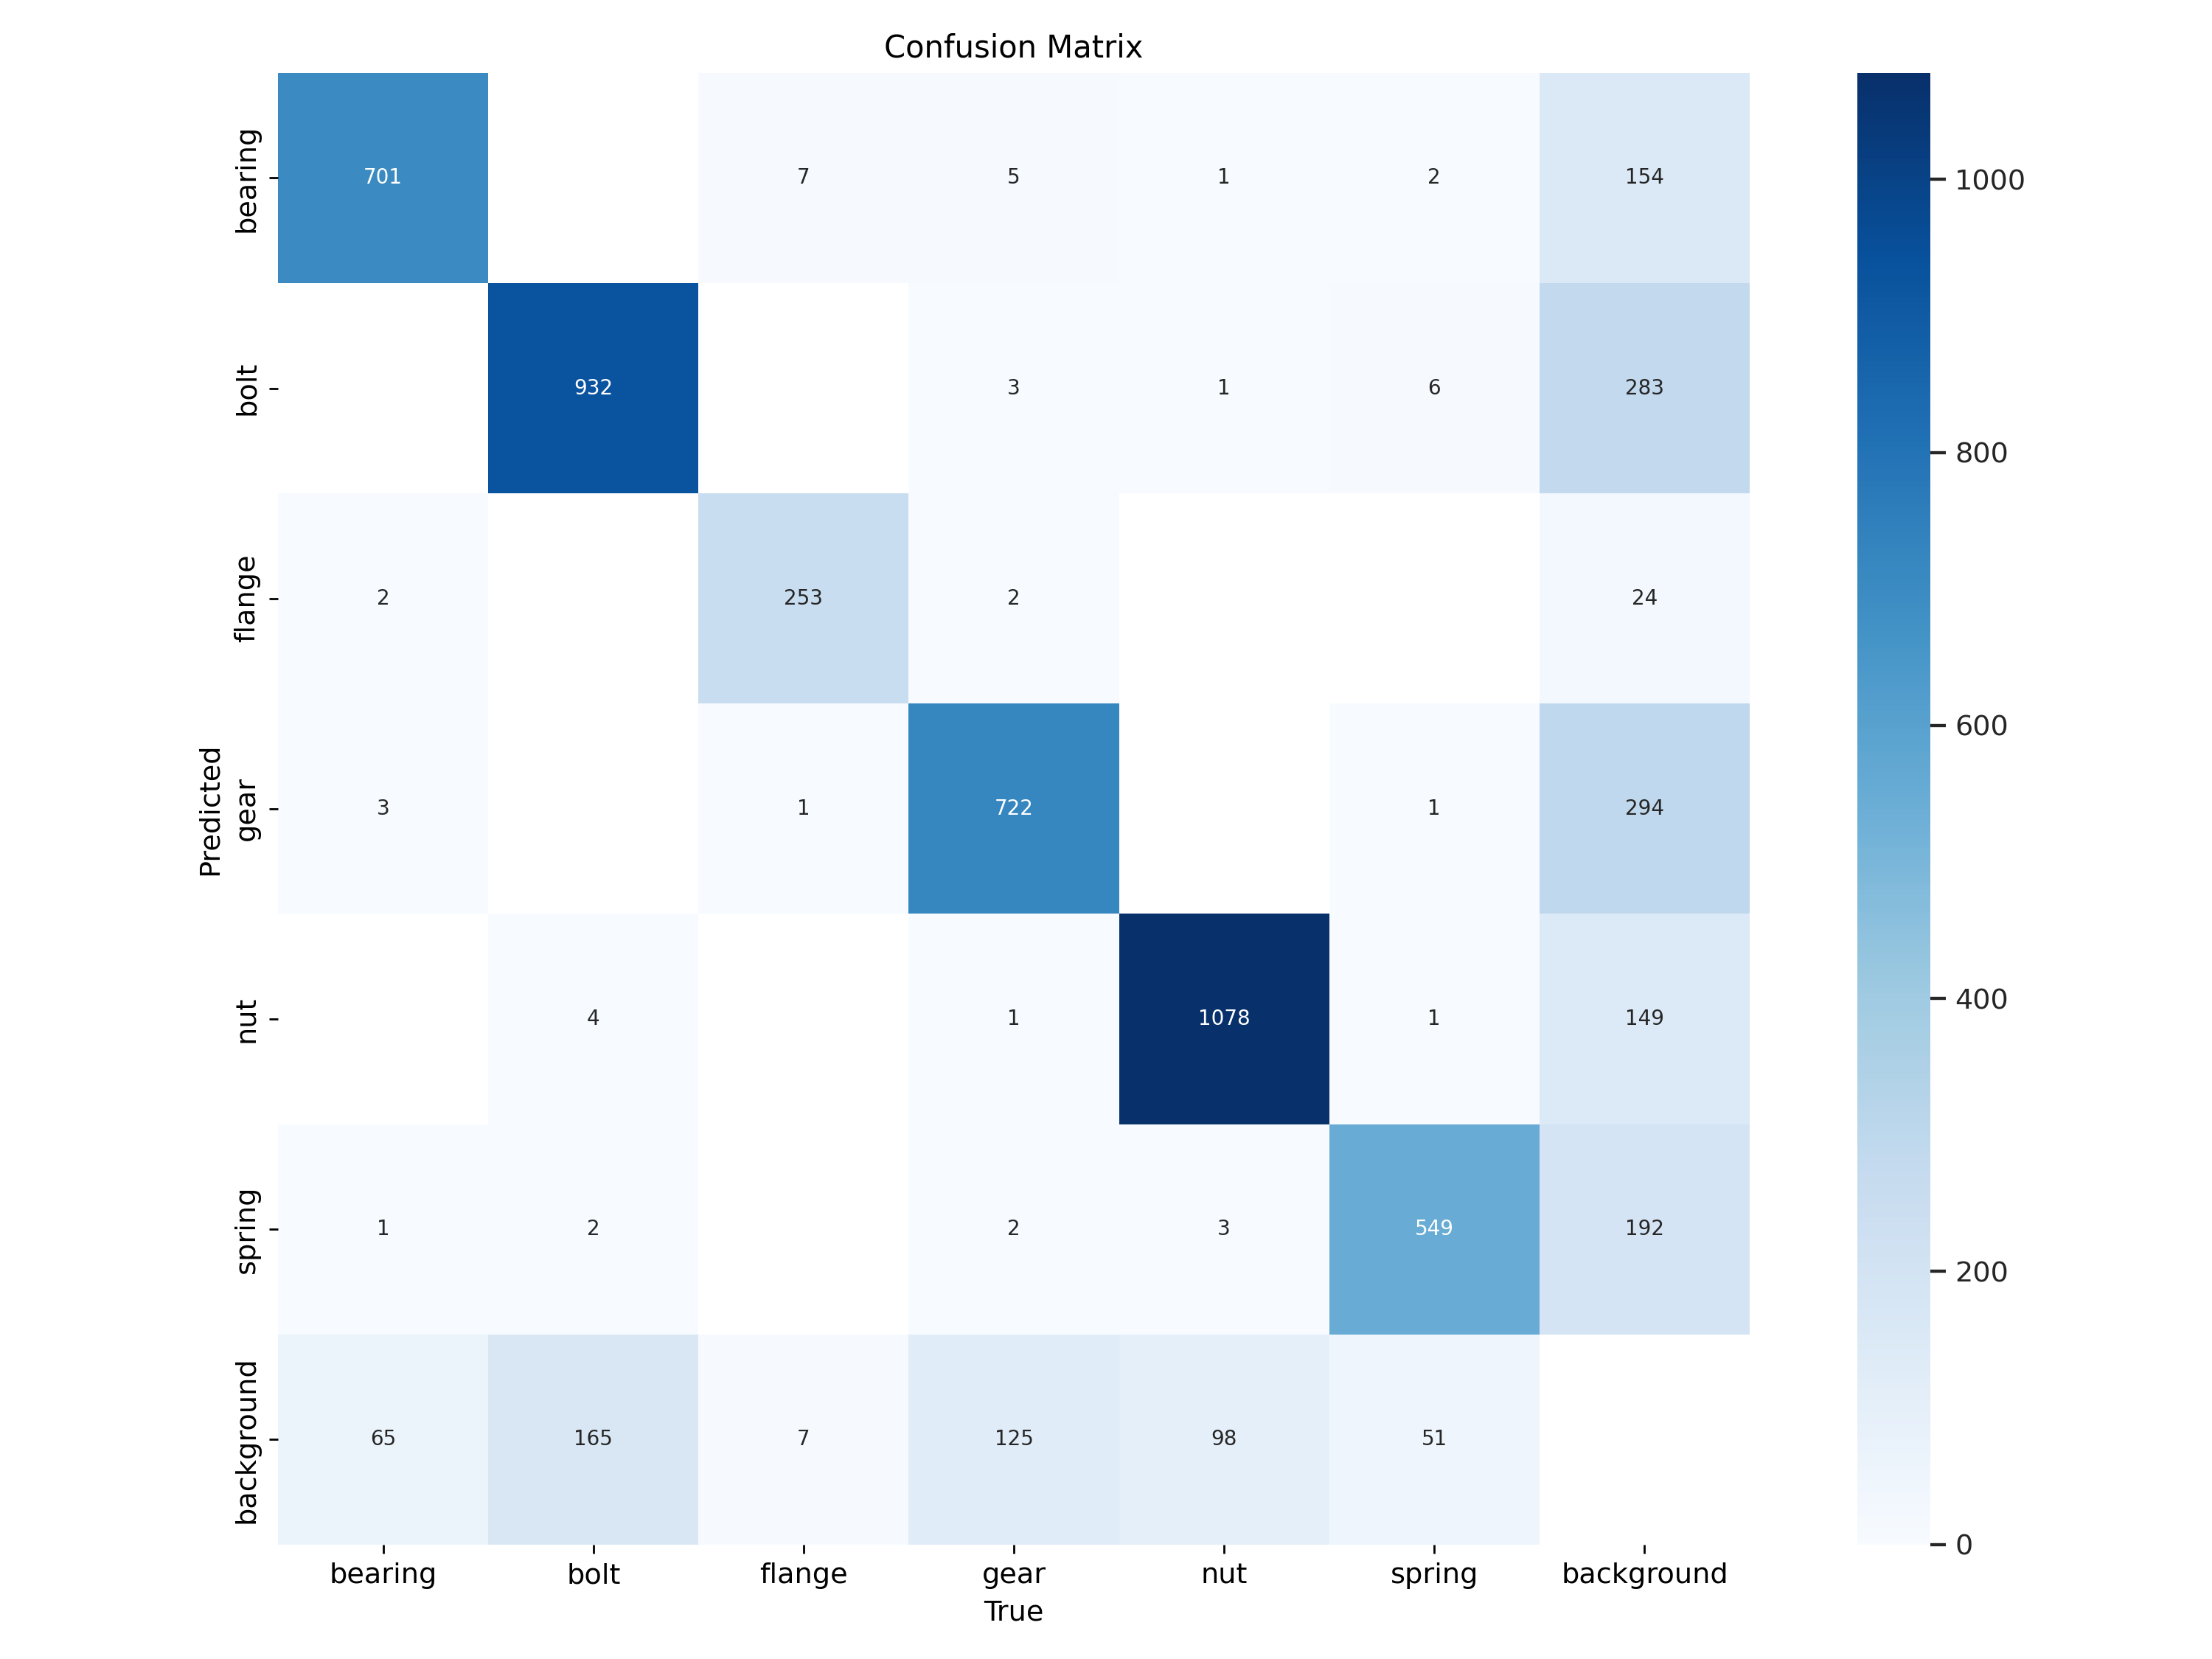 Confusion Matrix
bearing 701 7 5 1 2 154
bolt 932 3 1 6 283
flange 2 253 2 24
gear 3 1 722 1 294
nut 4 1 1078 1 149
spring 1 2 2 3 549 192
background 65 165 7 125 98 51
Predicted
bearing bolt flange gear nut spring background
True
1000
800
600
400
200
0